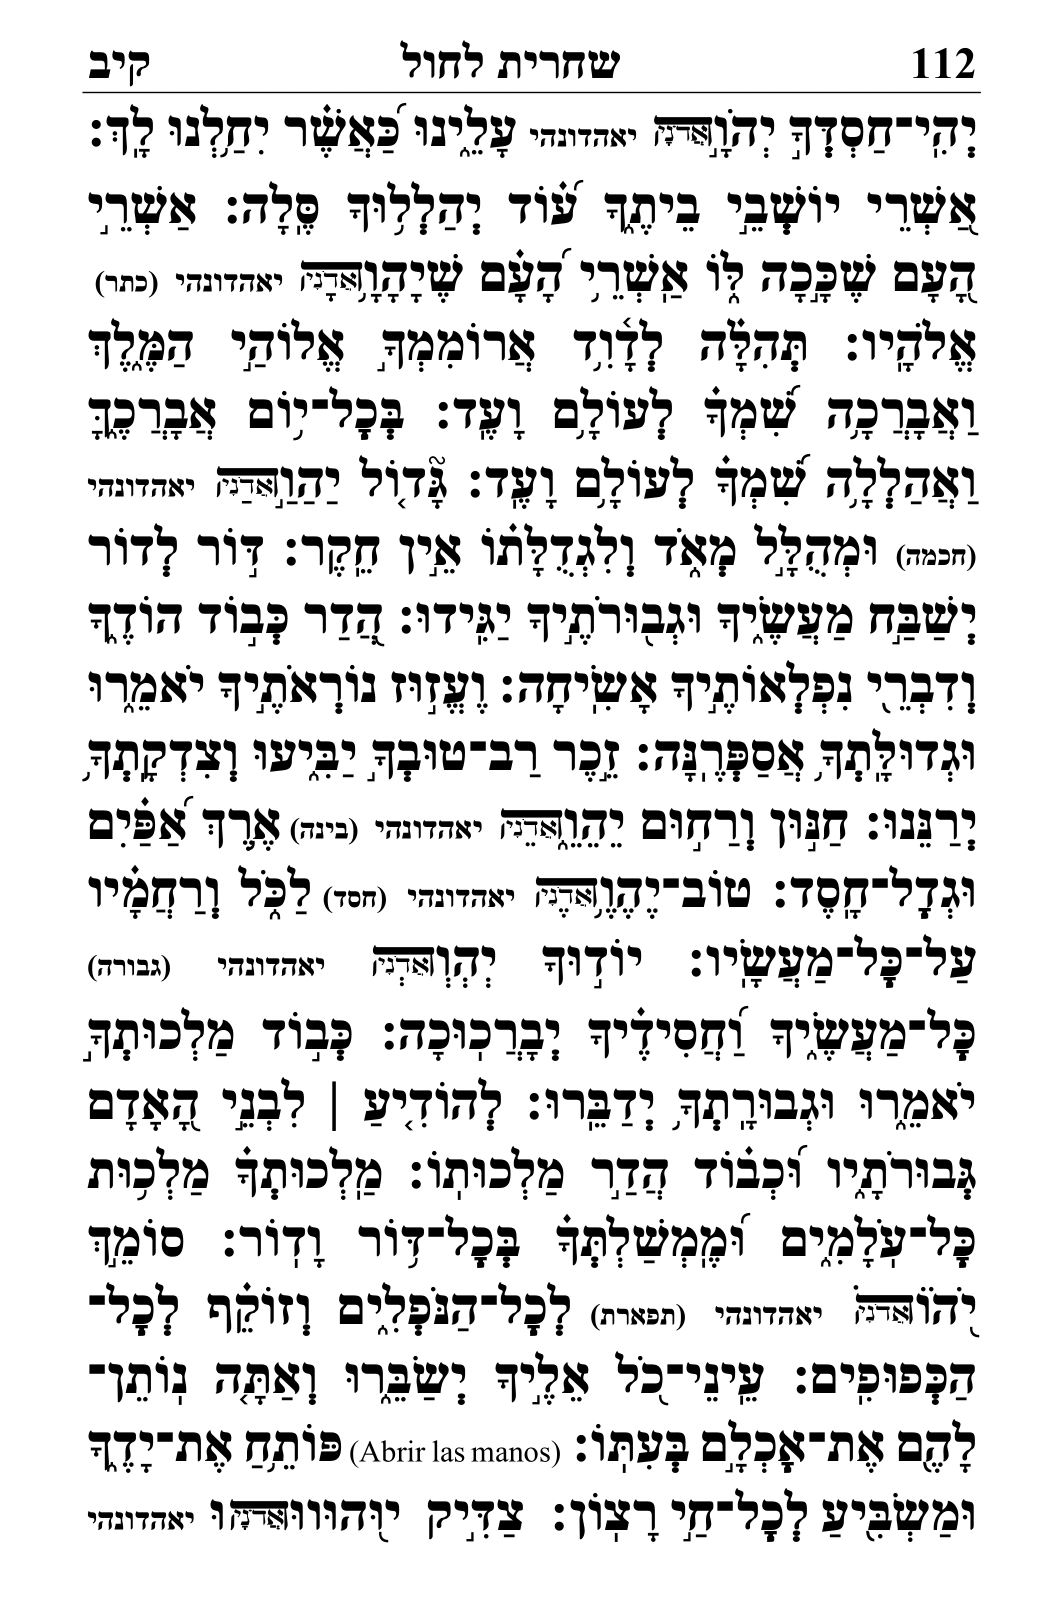 112 שחרית לחול קיב
יְהִי־חַסְדְּךָ יְהֹוָה אֲדֹנָי יאהדונהי עָלֵינוּ כַּאֲשֶׁר יִחַלְנוּ לָךְ:
אַשְׁרֵי יוֹשְׁבֵי בֵיתֶךָ עוֹד יְהַלְלוּךָ סֶּלָה: אַשְׁרֵי
הָעָם שֶׁכָּכָה לּוֹ אַשְׁרֵי הָעָם שֶׁיָהָוָה אֲדָנָי יאהדונהי (כתר)
אֱלֹהָיו: תְּהִלָּה לְדָוִד אֲרוֹמִמְךָ אֱלוֹהַי הַמֶּלֶךְ
וַאֲבָרְכָה שִׁמְךָ לְעוֹלָם וָעֶד: בְּכָל־יוֹם אֲבָרְכֶךָּ
וַאֲהַלְלָה שִׁמְךָ לְעוֹלָם וָעֶד: גָּדוֹל יַהַוַה אֲדַנַי יאהדונהי
(חכמה) וּמְהֻלָּל מְאֹד וְלִגְדֻלָּתוֹ אֵין חֵקֶר: דּוֹר לְדוֹר
יְשַׁבַּח מַעֲשֶׂיךָ וּגְבוּרֹתֶיךָ יַגִּידוּ: הֲדַר כְּבוֹד הוֹדֶךָ
וְדִבְרֵי נִפְלְאוֹתֶיךָ אָשִׂיחָה: וֶעֱזוּז נוֹרְאֹתֶיךָ יֹאמֵרוּ
וּגְדוּלָּתְךָ אֲסַפְּרֶנָּה: זֵכֶר רַב־טוּבְךָ יַבִּיעוּ וְצִדְקָתְךָ
יְרַנֵּנוּ: חַנּוּן וְרַחוּם יֵהֵוֵה אֲדֵנֵי יאהדונהי (בינה) אֶרֶךְ אַפַּיִם
וּגְדָל־חָסֶד: טוֹב־יֶהֶוֶה אֲדֶנֶי יאהדונהי (חסד) לַכֹּל וְרַחֲמָיו
עַל־כָּל־מַעֲשָׂיו: יוֹדוּךָ יְהְוְה אֲדְנְי יאהדונהי (גבורה)
כָּל־מַעֲשֶׂיךָ וַחֲסִידֶיךָ יְבָרְכוּכָה: כְּבוֹד מַלְכוּתְךָ
יֹאמֵרוּ וּגְבוּרָתְךָ יְדַבֵּרוּ: לְהוֹדִיעַ | לִבְנֵי הָאָדָם
גְּבוּרֹתָיו וּכְבוֹד הֲדַר מַלְכוּתוֹ: מַלְכוּתְךָ מַלְכוּת
כָּל־עֹלָמִים וּמֶמְשַׁלְתְּךָ בְּכָל־דּוֹר וָדוֹר: סוֹמֵךְ
יֹהֹוֹה אֲדֹנֹי יאהדונהי (תפארת) לְכָל־הַנֹּפְלִים וְזוֹקֵף לְכָל־
הַכְּפוּפִים: עֵינֵי־כֹל אֵלֶיךָ יְשַׂבֵּרוּ וְאַתָּה נוֹתֵן־
לָהֶם אֶת־אָכְלָם בְּעִתּוֹ: (Abrir las manos) פּוֹתֵחַ אֶת־יָדֶךָ
וּמַשְׂבִּיעַ לְכָל־חַי רָצוֹן: צַדִּיק יוּהוּווּהוּ יאהדונהי